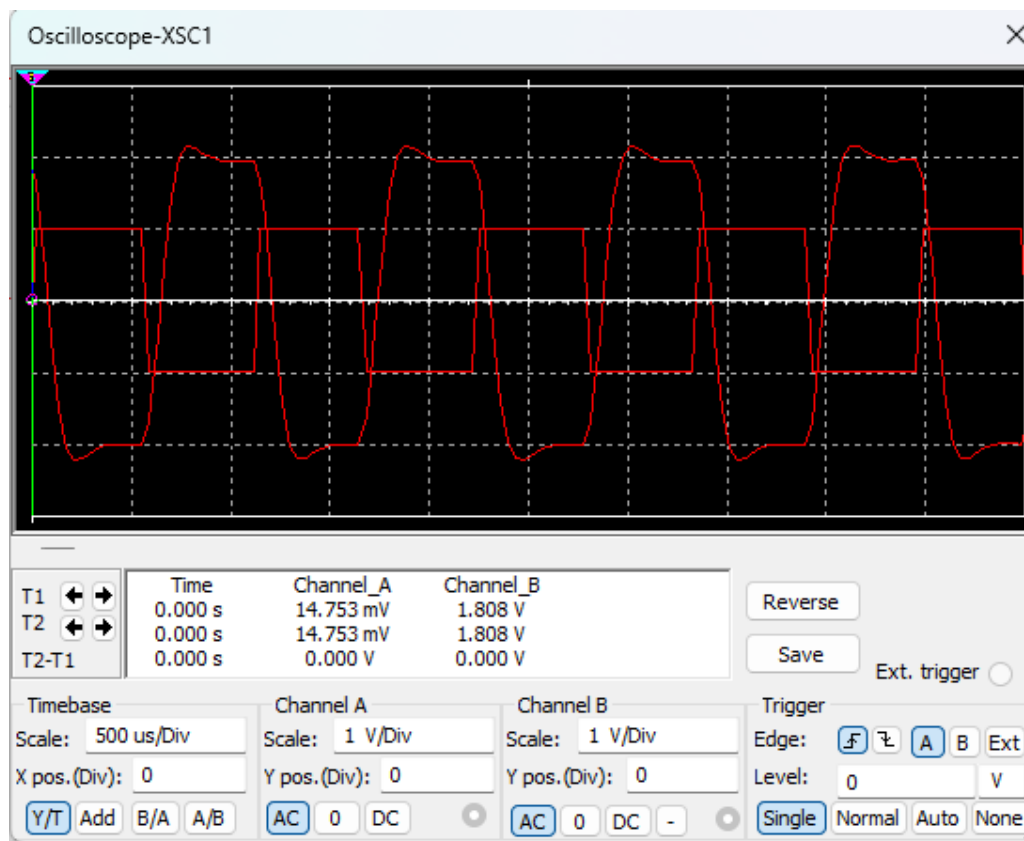 Oscilloscope-XSC1
Time Channel_A Channel_B
T1 0.000 s 14.753 mV 1.808 V
T2 0.000 s 14.753 mV 1.808 V
T2-T1 0.000 s 0.000 V 0.000 V
Reverse
Save
Ext. trigger
Timebase
Scale: 500 us/Div
X pos.(Div): 0
Y/T Add B/A A/B
Channel A
Scale: 1 V/Div
Y pos.(Div): 0
AC 0 DC
Channel B
Scale: 1 V/Div
Y pos.(Div): 0
AC 0 DC -
Trigger
Edge: A B Ext
Level: 0 V
Single Normal Auto None